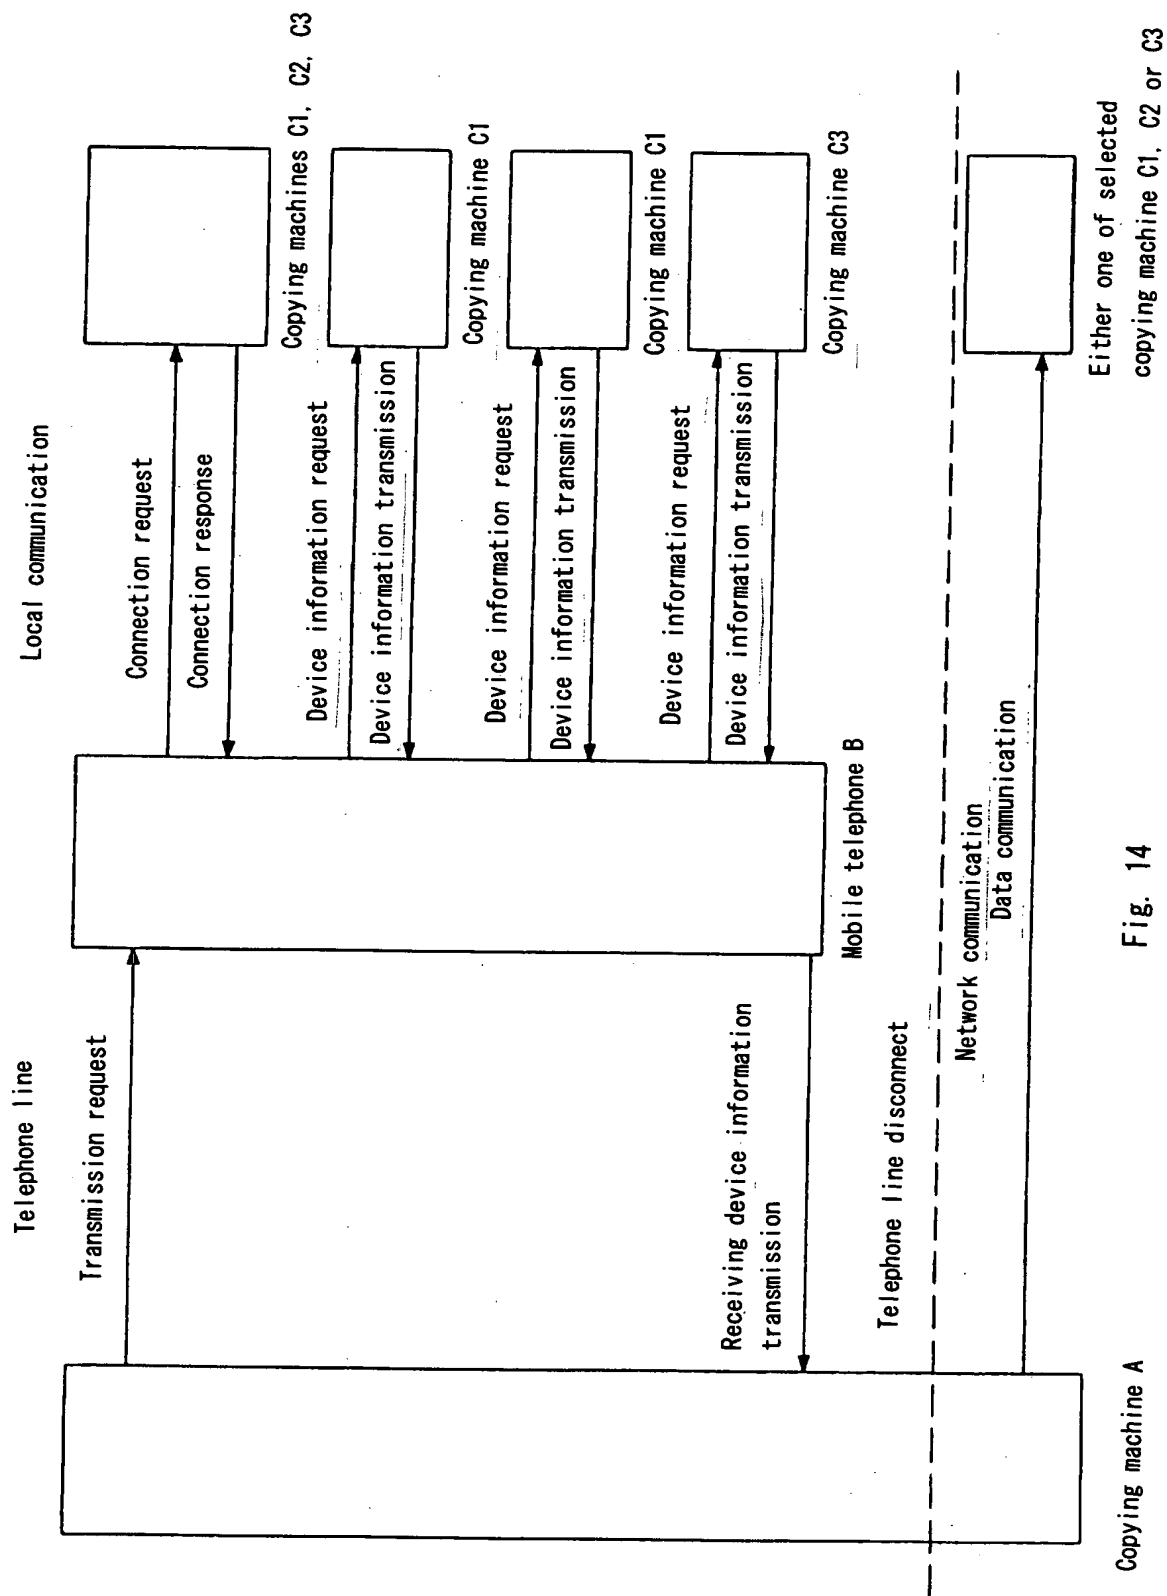 Telephone line
Local communication
Transmission request
Connection request
Connection response
Copying machines C1, C2, C3
Device information request
Device information transmission
Copying machine C1
Device information request
Device information transmission
Copying machine C1
Device information request
Device information transmission
Copying machine C3
Receiving device information
transmission
Mobile telephone B
Telephone line disconnect
Network communication
Data communication
Either one of selected
copying machine C1, C2 or C3
Copying machine A
Fig. 14